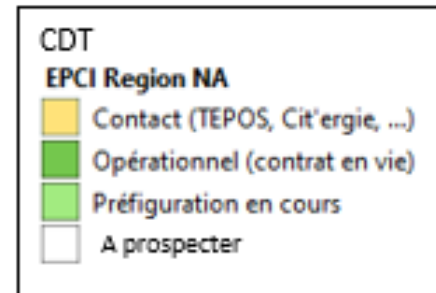 CDT
EPCI Region NA
Contact (TEPOS, Cit'ergie, ...)
Opérationnel (contrat en vie)
Préfiguration en cours
A prospecter